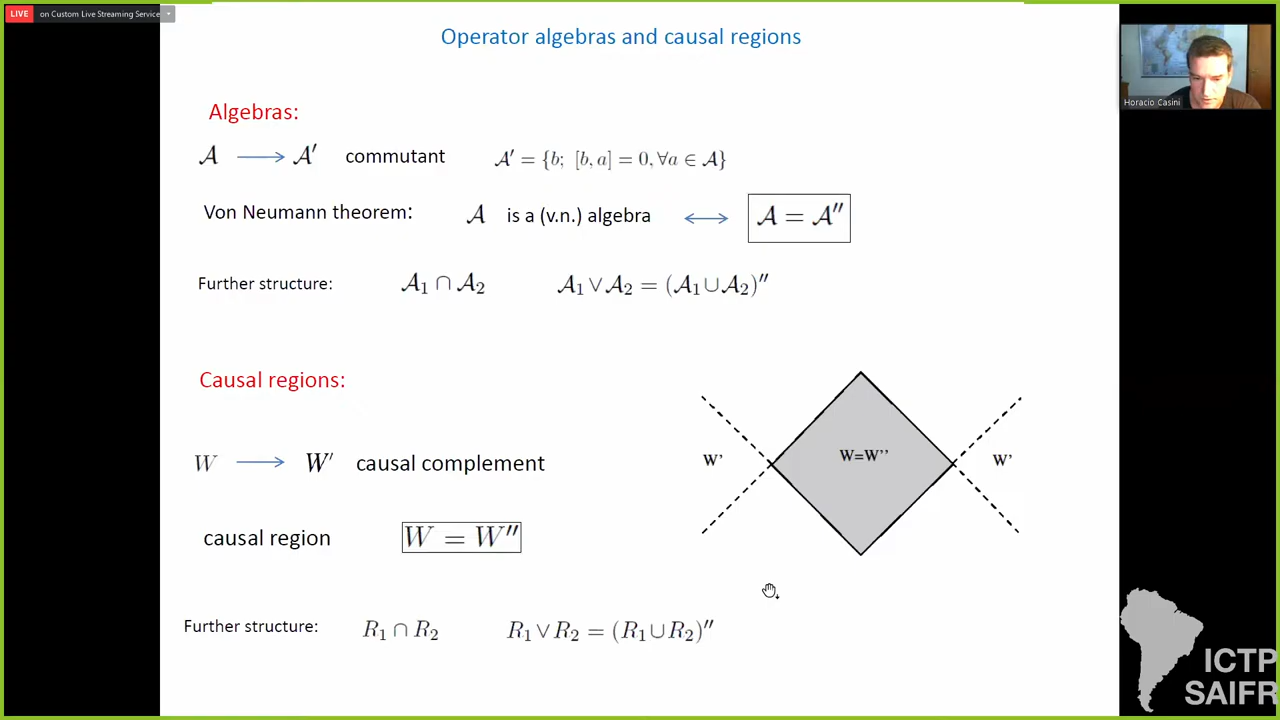 LIVE on Custom Live Streaming Service
Operator algebras and causal regions
Horacio Casini
Algebras:
𝒜 → 𝒜′ commutant 𝒜′ = {b; [b, a] = 0, ∀a ∈ 𝒜}
Von Neumann theorem: 𝒜 is a (v.n.) algebra ↔ 𝒜 = 𝒜″
Further structure: 𝒜₁ ∩ 𝒜₂ 𝒜₁ ∨ 𝒜₂ = (𝒜₁ ∪ 𝒜₂)″
Causal regions:
W → W′ causal complement
W' W=W'' W'
causal region W = W″
Further structure: R₁ ∩ R₂ R₁ ∨ R₂ = (R₁ ∪ R₂)″
ICTP
SAIFR